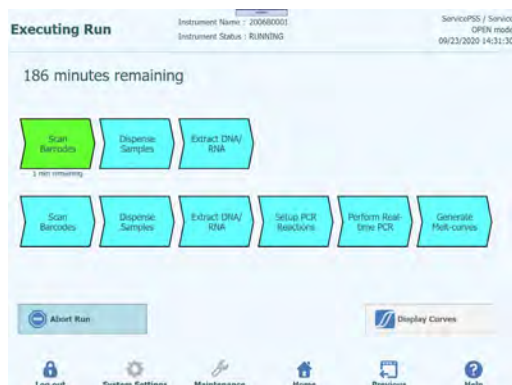 Executing Run
Instrument Name : 200680001
Instrument Status : RUNNING
ServicePSS / Service
OPEN mode
09/23/2020 14:31:30
186 minutes remaining
Scan
Barcodes
Dispense
Samples
Extract DNA/
RNA
1 min remaining
Scan
Barcodes
Dispense
Samples
Extract DNA/
RNA
Setup PCR
Reactions
Perform Real-
time PCR
Generate
Melt-curves
Abort Run
Display Curves
Log out
System Settings
Maintenance
Home
Previous
Help